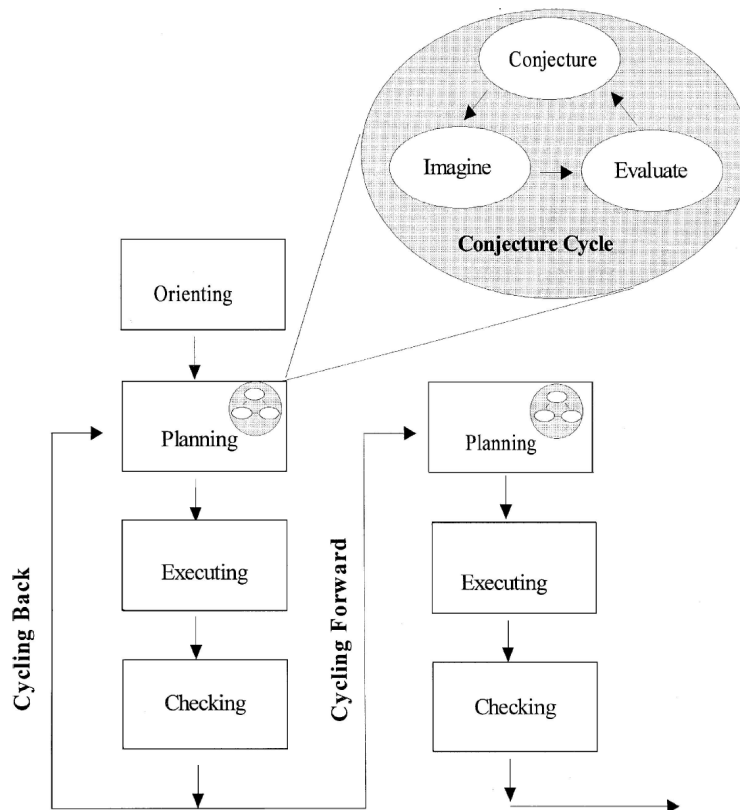 Conjecture
Imagine
Evaluate
Conjecture Cycle
Orienting
Planning
Executing
Checking
Cycling Back
Cycling Forward
Planning
Executing
Checking